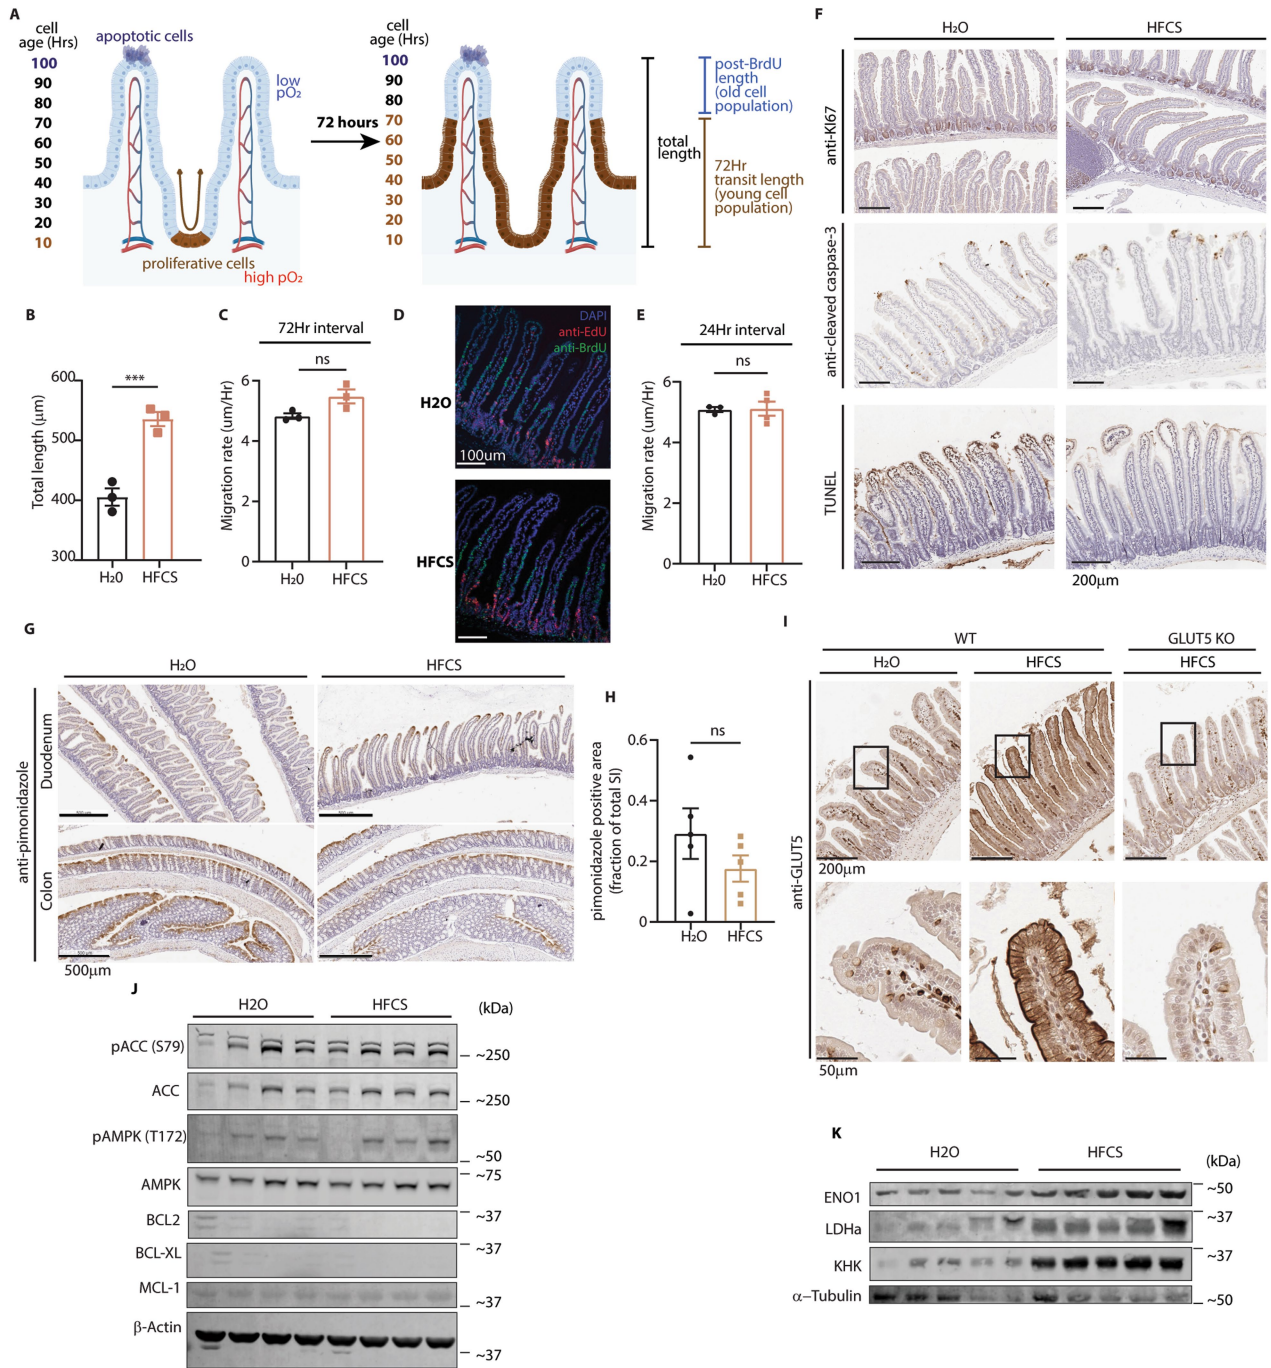 A
cell
age (Hrs)
100
90
80
70
60
50
40
30
20
10
apoptotic cells
low
pO₂
proliferative cells
high pO₂
72 hours
cell
age (Hrs)
100
90
80
70
60
50
40
30
20
10
total
length
post-BrdU
length
(old cell
population)
72Hr
transit length
(young cell
population)
B
Total length (μm)
600
500
400
300
***
H₂0
HFCS
C
72Hr interval
ns
Migration rate (um/Hr)
6
4
2
0
H₂0
HFCS
D
DAPI
anti-EdU
anti-BrdU
H2O
100um
HFCS
E
24Hr interval
ns
Migration rate (um/Hr)
6
4
2
0
H₂0
HFCS
F
H₂O
HFCS
anti-KI67
anti-cleaved caspase-3
TUNEL
200μm
G
H₂O
HFCS
anti-pimonidazole
Duodenum
Colon
500μm
H
ns
pimonidazole positive area
(fraction of total SI)
0.6
0.4
0.2
0
H₂O
HFCS
I
WT
GLUT5 KO
H₂O
HFCS
HFCS
anti-GLUT5
200μm
50μm
J
H2O
HFCS
(kDa)
pACC (S79)
~250
ACC
~250
pAMPK (T172)
~50
AMPK
~75
BCL2
~37
BCL-XL
~37
MCL-1
~37
β-Actin
~37
K
H2O
HFCS
(kDa)
ENO1
~50
LDHa
~37
KHK
~37
α-Tubulin
~50